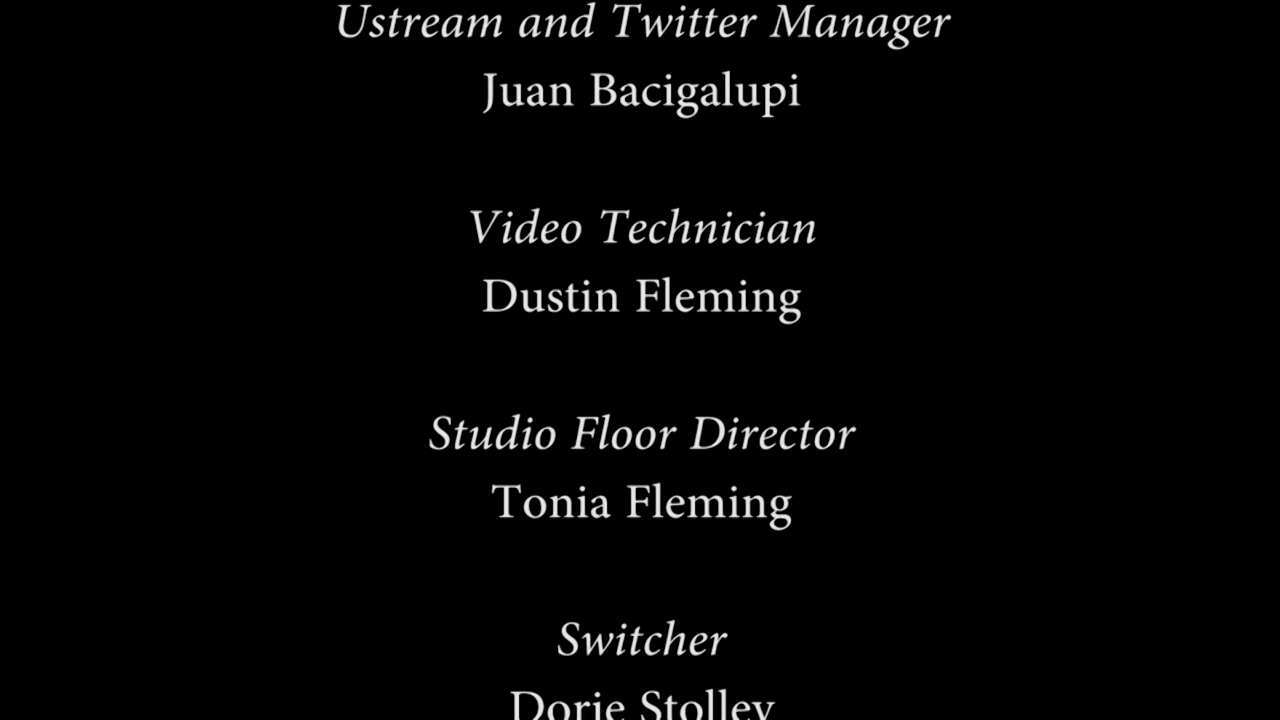 Ustream and Twitter Manager
Juan Bacigalupi
Video Technician
Dustin Fleming
Studio Floor Director
Tonia Fleming
Switcher
Dorie Stolley